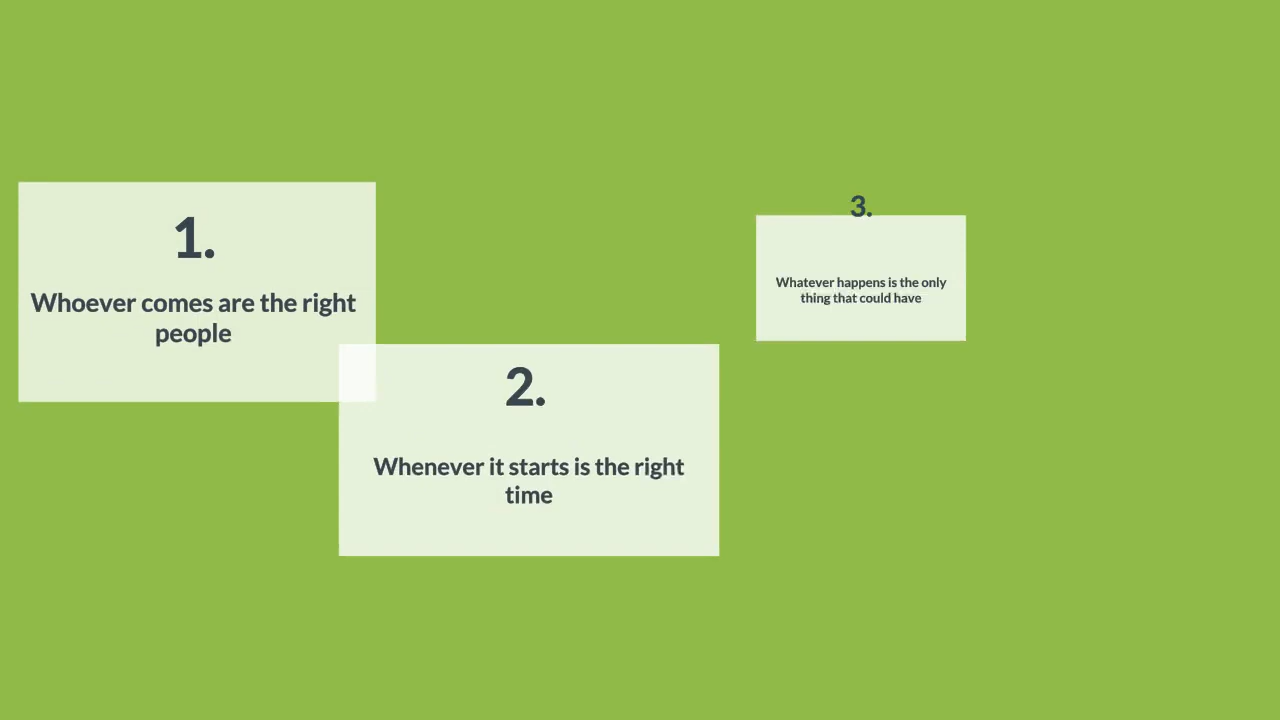 1.
Whoever comes are the right
people
2.
Whenever it starts is the right
time
3.
Whatever happens is the only
thing that could have